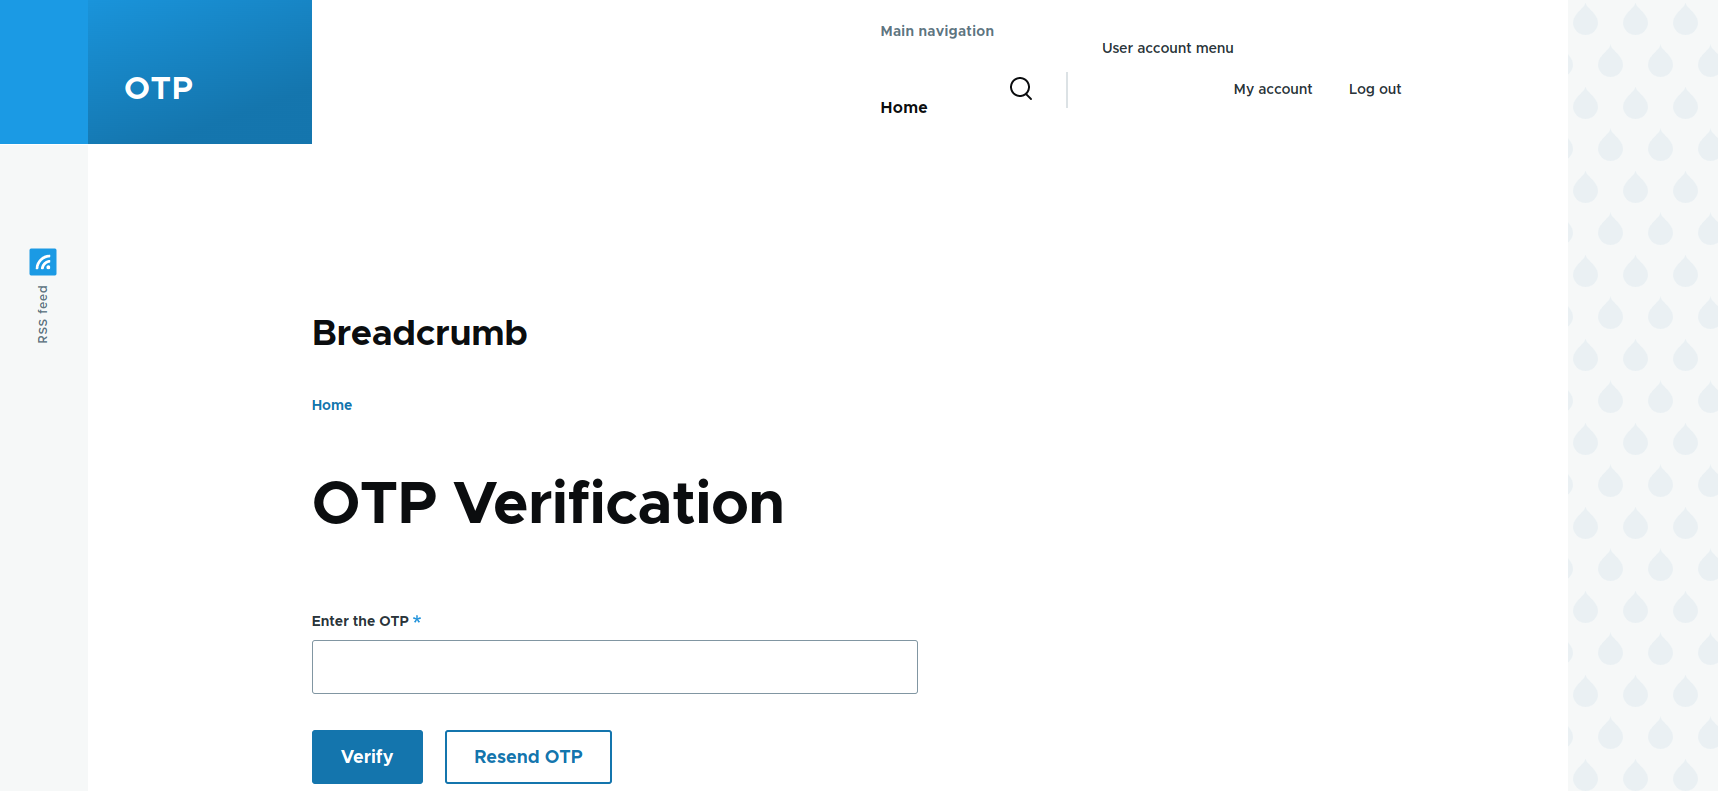 OTP
Main navigation
Home
User account menu
My account
Log out
RSS feed
Breadcrumb
Home
OTP Verification
Enter the OTP *
Verify
Resend OTP